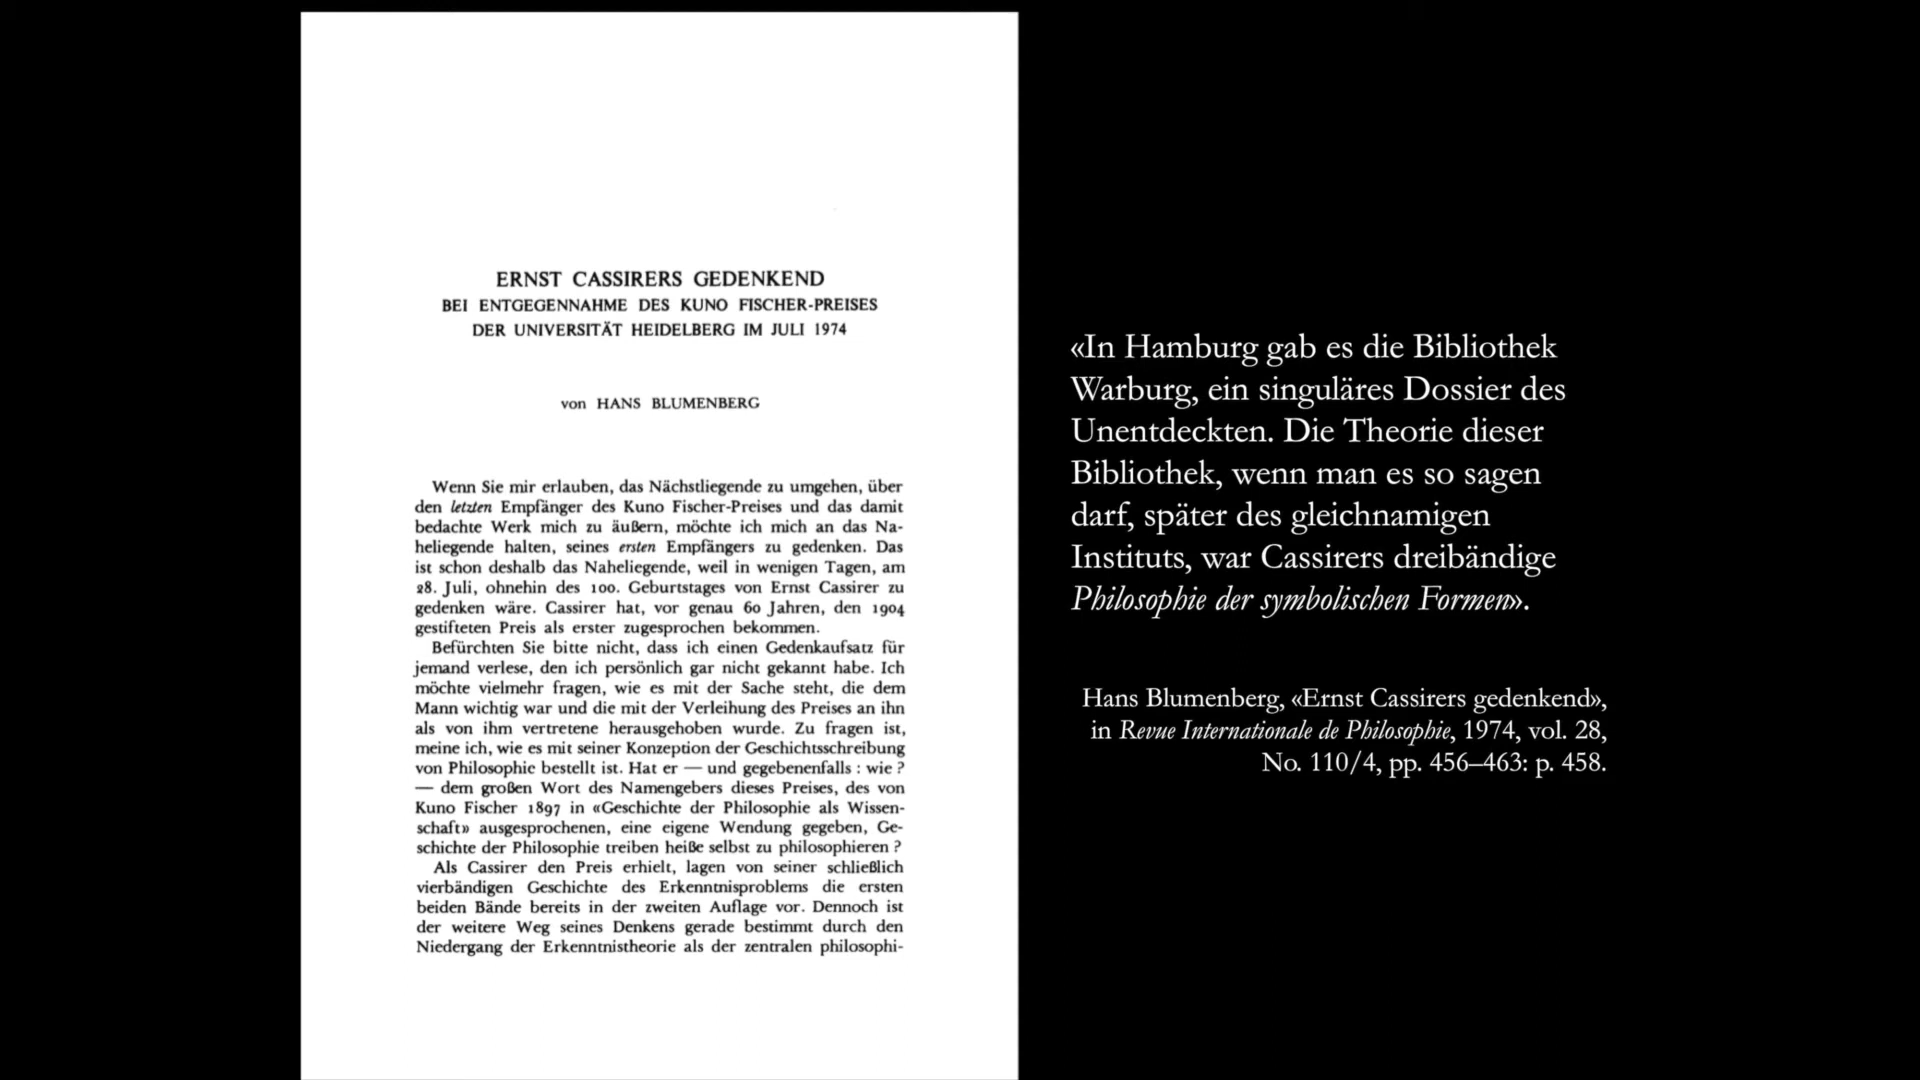 ERNST CASSIRERS GEDENKEND
BEI ENTGEGENNAHME DES KUNO FISCHER-PREISES
DER UNIVERSITÄT HEIDELBERG IM JULI 1974
von HANS BLUMENBERG
Wenn Sie mir erlauben, das Nächstliegende zu umgehen, über
den letzten Empfänger des Kuno Fischer-Preises und das damit
bedachte Werk mich zu äußern, möchte ich mich an das Na-
heliegende halten, seines ersten Empfängers zu gedenken. Das
ist schon deshalb das Naheliegende, weil in wenigen Tagen, am
28. Juli, ohnehin des 100. Geburtstages von Ernst Cassirer zu
gedenken wäre. Cassirer hat, vor genau 60 Jahren, den 1904
gestifteten Preis als erster zugesprochen bekommen.
Befürchten Sie bitte nicht, dass ich einen Gedenkaufsatz für
jemand verlese, den ich persönlich gar nicht gekannt habe. Ich
möchte vielmehr fragen, wie es mit der Sache steht, die dem
Mann wichtig war und die mit der Verleihung des Preises an ihn
als von ihm vertretene herausgehoben wurde. Zu fragen ist,
meine ich, wie es mit seiner Konzeption der Geschichtsschreibung
von Philosophie bestellt ist. Hat er — und gegebenenfalls : wie ?
— dem großen Wort des Namengebers dieses Preises, des von
Kuno Fischer 1897 in «Geschichte der Philosophie als Wissen-
schaft» ausgesprochenen, eine eigene Wendung gegeben, Ge-
schichte der Philosophie treiben heiße selbst zu philosophieren ?
Als Cassirer den Preis erhielt, lagen von seiner schließlich
vierbändigen Geschichte des Erkenntnisproblems die ersten
beiden Bände bereits in der zweiten Auflage vor. Dennoch ist
der weitere Weg seines Denkens gerade bestimmt durch den
Niedergang der Erkenntnistheorie als der zentralen philosophi-
«In Hamburg gab es die Bibliothek
Warburg, ein singuläres Dossier des
Unentdeckten. Die Theorie dieser
Bibliothek, wenn man es so sagen
darf, später des gleichnamigen
Instituts, war Cassirers dreibändige
Philosophie der symbolischen Formen».
Hans Blumenberg, «Ernst Cassirers gedenkend»,
in Revue Internationale de Philosophie, 1974, vol. 28,
No. 110/4, pp. 456–463: p. 458.